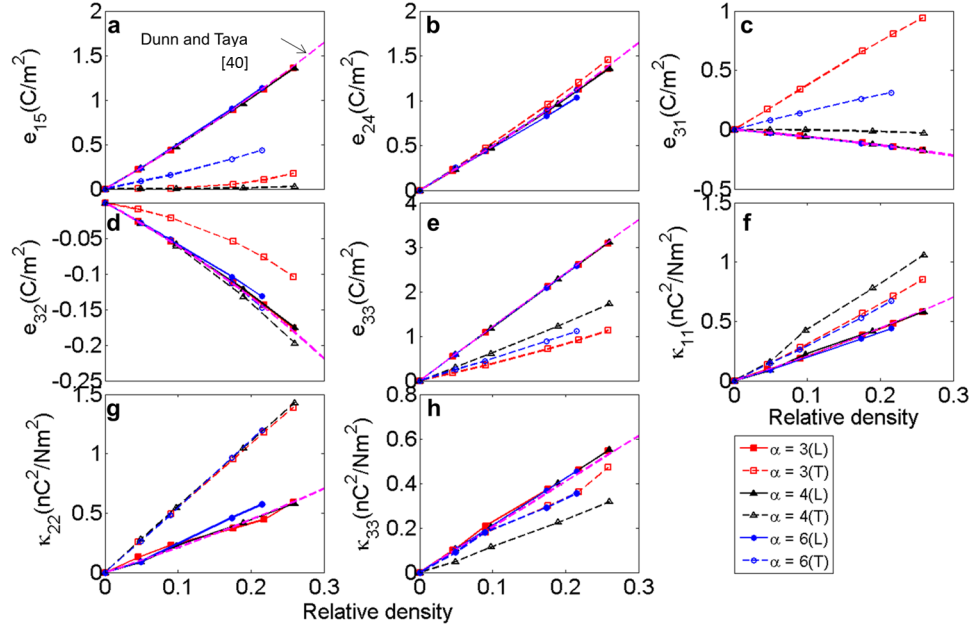 a
Dunn and Taya
[40]
e15(C/m2)
1.5
1
0.5
0
b
e24(C/m2)
2
1.5
1
0.5
0
c
e31(C/m2)
1
0.5
0
-0.5
d
e32(C/m2)
-0.05
-0.1
-0.15
-0.2
-0.25
e
e33(C/m2)
4
3
2
1
0
f
κ11(nC2/Nm2)
1.5
1
0.5
0
0 0.1 0.2 0.3
Relative density
g
κ22(nC2/Nm2)
1.5
1
0.5
0
0 0.1 0.2 0.3
h
κ33(nC2/Nm2)
0.8
0.6
0.4
0.2
0
0 0.1 0.2 0.3
Relative density
α = 3(L)
α = 3(T)
α = 4(L)
α = 4(T)
α = 6(L)
α = 6(T)